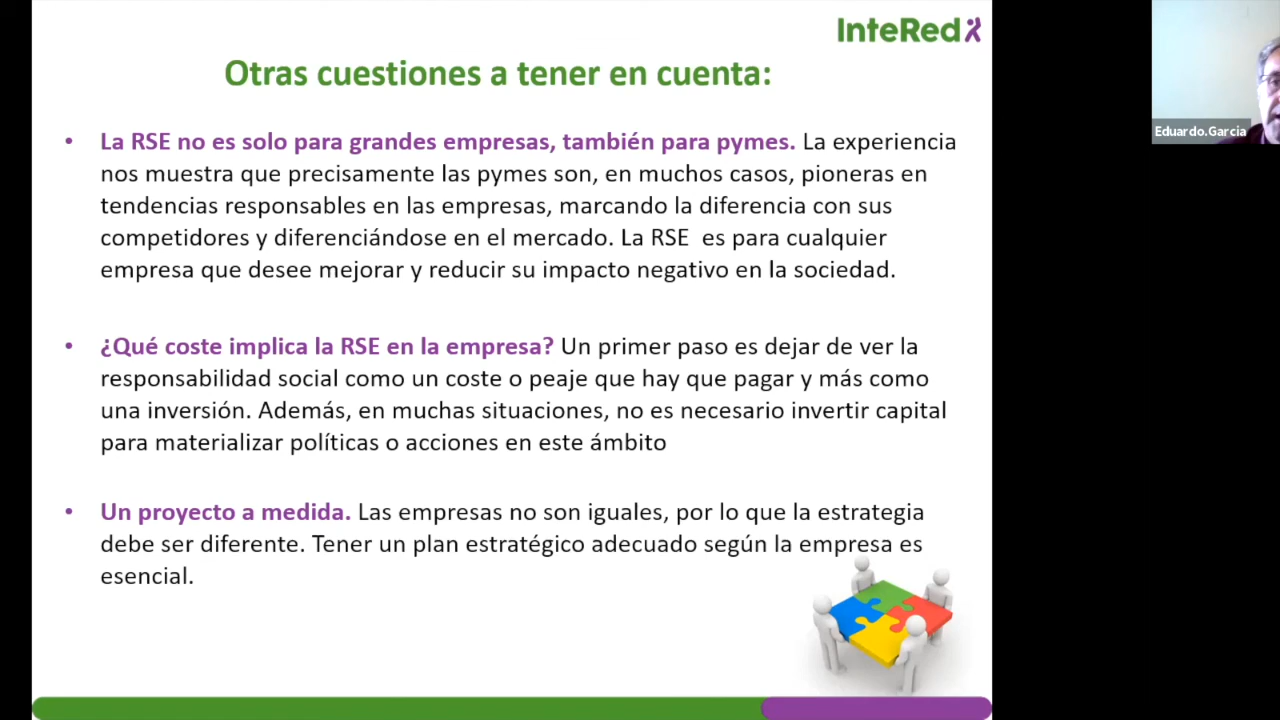 InteRed
Otras cuestiones a tener en cuenta:
• La RSE no es solo para grandes empresas, también para pymes. La experiencia
nos muestra que precisamente las pymes son, en muchos casos, pioneras en
tendencias responsables en las empresas, marcando la diferencia con sus
competidores y diferenciándose en el mercado. La RSE  es para cualquier
empresa que desee mejorar y reducir su impacto negativo en la sociedad.
• ¿Qué coste implica la RSE en la empresa? Un primer paso es dejar de ver la
responsabilidad social como un coste o peaje que hay que pagar y más como
una inversión. Además, en muchas situaciones, no es necesario invertir capital
para materializar políticas o acciones en este ámbito
• Un proyecto a medida. Las empresas no son iguales, por lo que la estrategia
debe ser diferente. Tener un plan estratégico adecuado según la empresa es
esencial.
Eduardo.Garcia